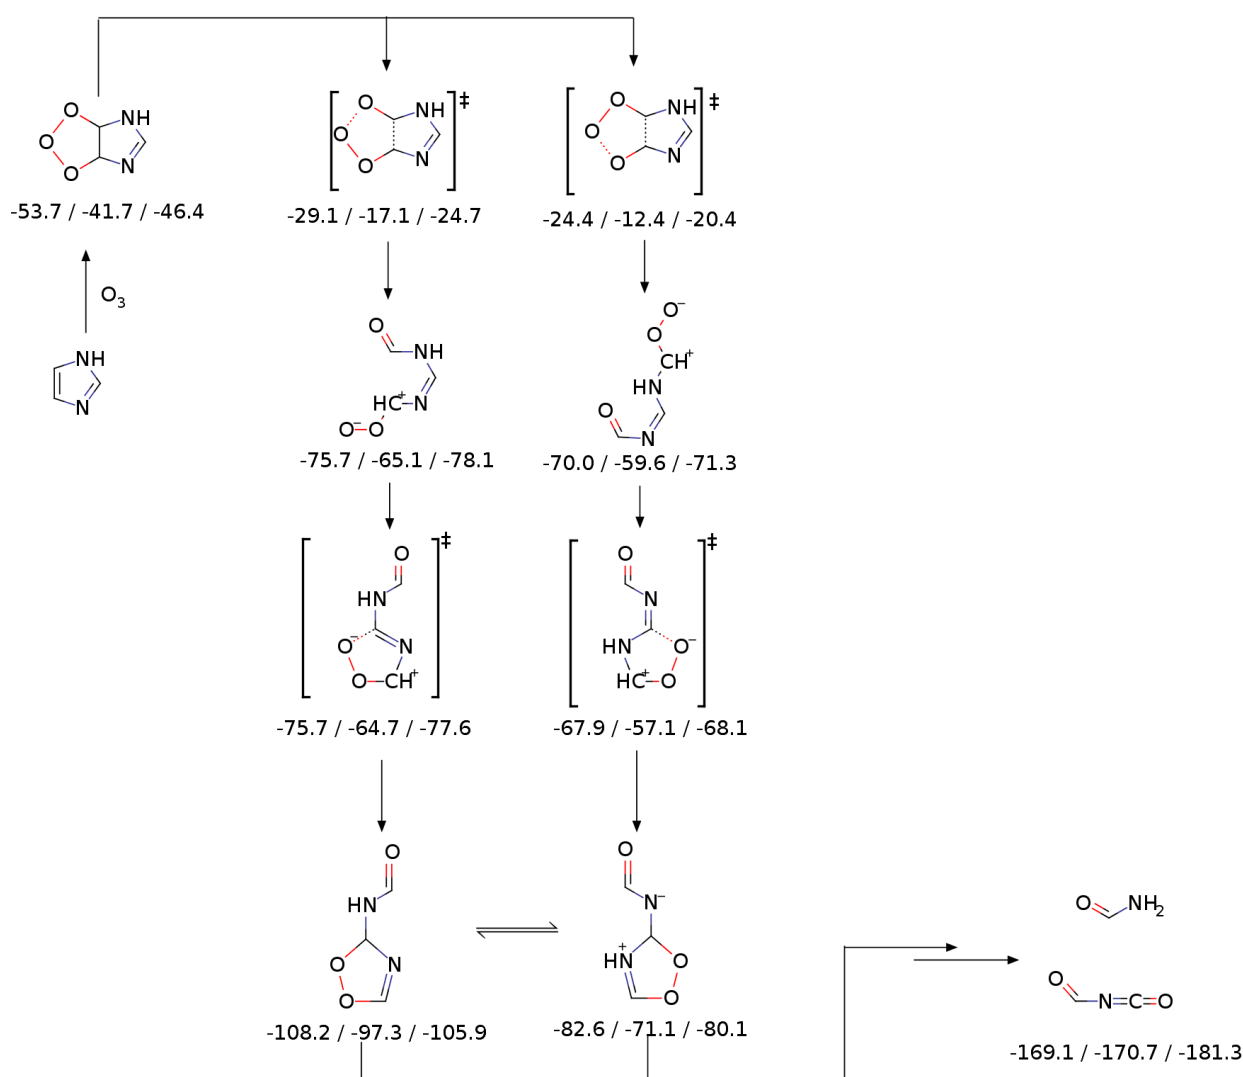 O O O NH N
[ O O O NH N ]‡
[ O O O NH N ]‡
-53.7 / -41.7 / -46.4
-29.1 / -17.1 / -24.7
-24.4 / -12.4 / -20.4
O₃
NH
N
O
NH
HC⁺ N
O⁻ O
O⁻
O
CH⁺
HN
O
N
-75.7 / -65.1 / -78.1
-70.0 / -59.6 / -71.3
‡
O
HN
O⁻ N
O CH⁺
‡
O
N
HN O⁻
HC⁺ O
-75.7 / -64.7 / -77.6
-67.9 / -57.1 / -68.1
O
HN
O N
O
O
N⁻
HN⁺ O
O
O NH₂
O N C O
-108.2 / -97.3 / -105.9
-82.6 / -71.1 / -80.1
-169.1 / -170.7 / -181.3